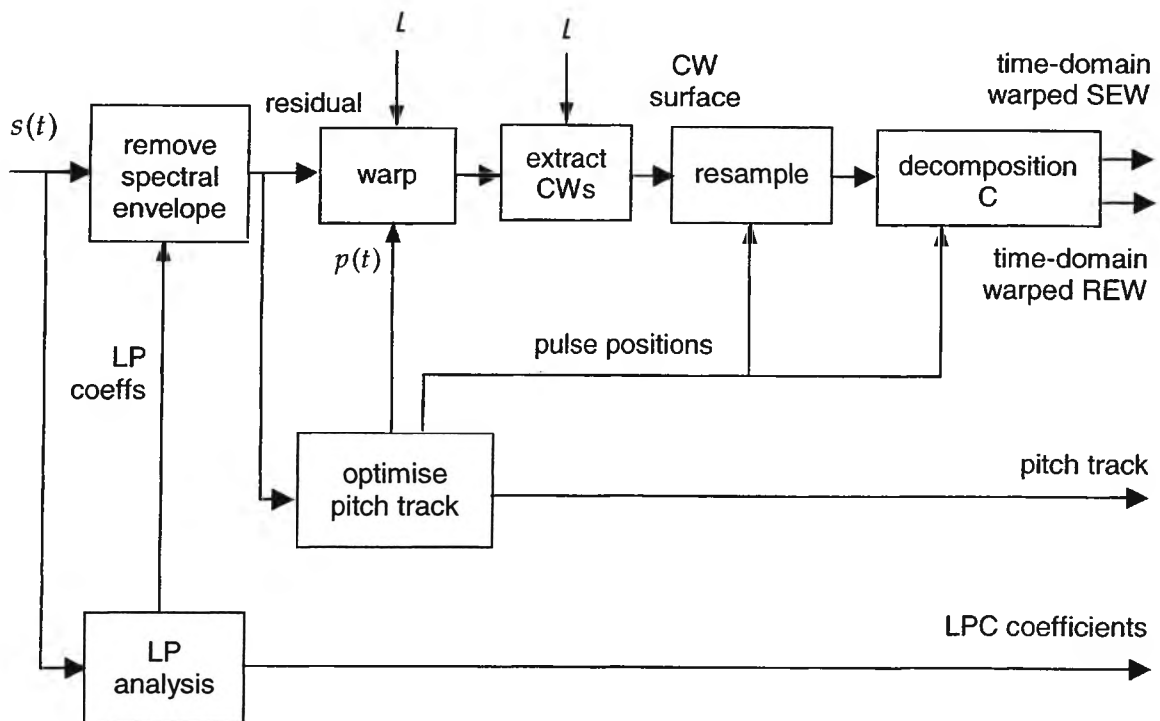 L
L
s(t)
remove
spectral
envelope
residual
warp
extract
CWs
CW
surface
resample
decomposition
C
time-domain
warped SEW
time-domain
warped REW
p(t)
LP
coeffs
pulse positions
optimise
pitch track
pitch track
LP
analysis
LPC coefficients